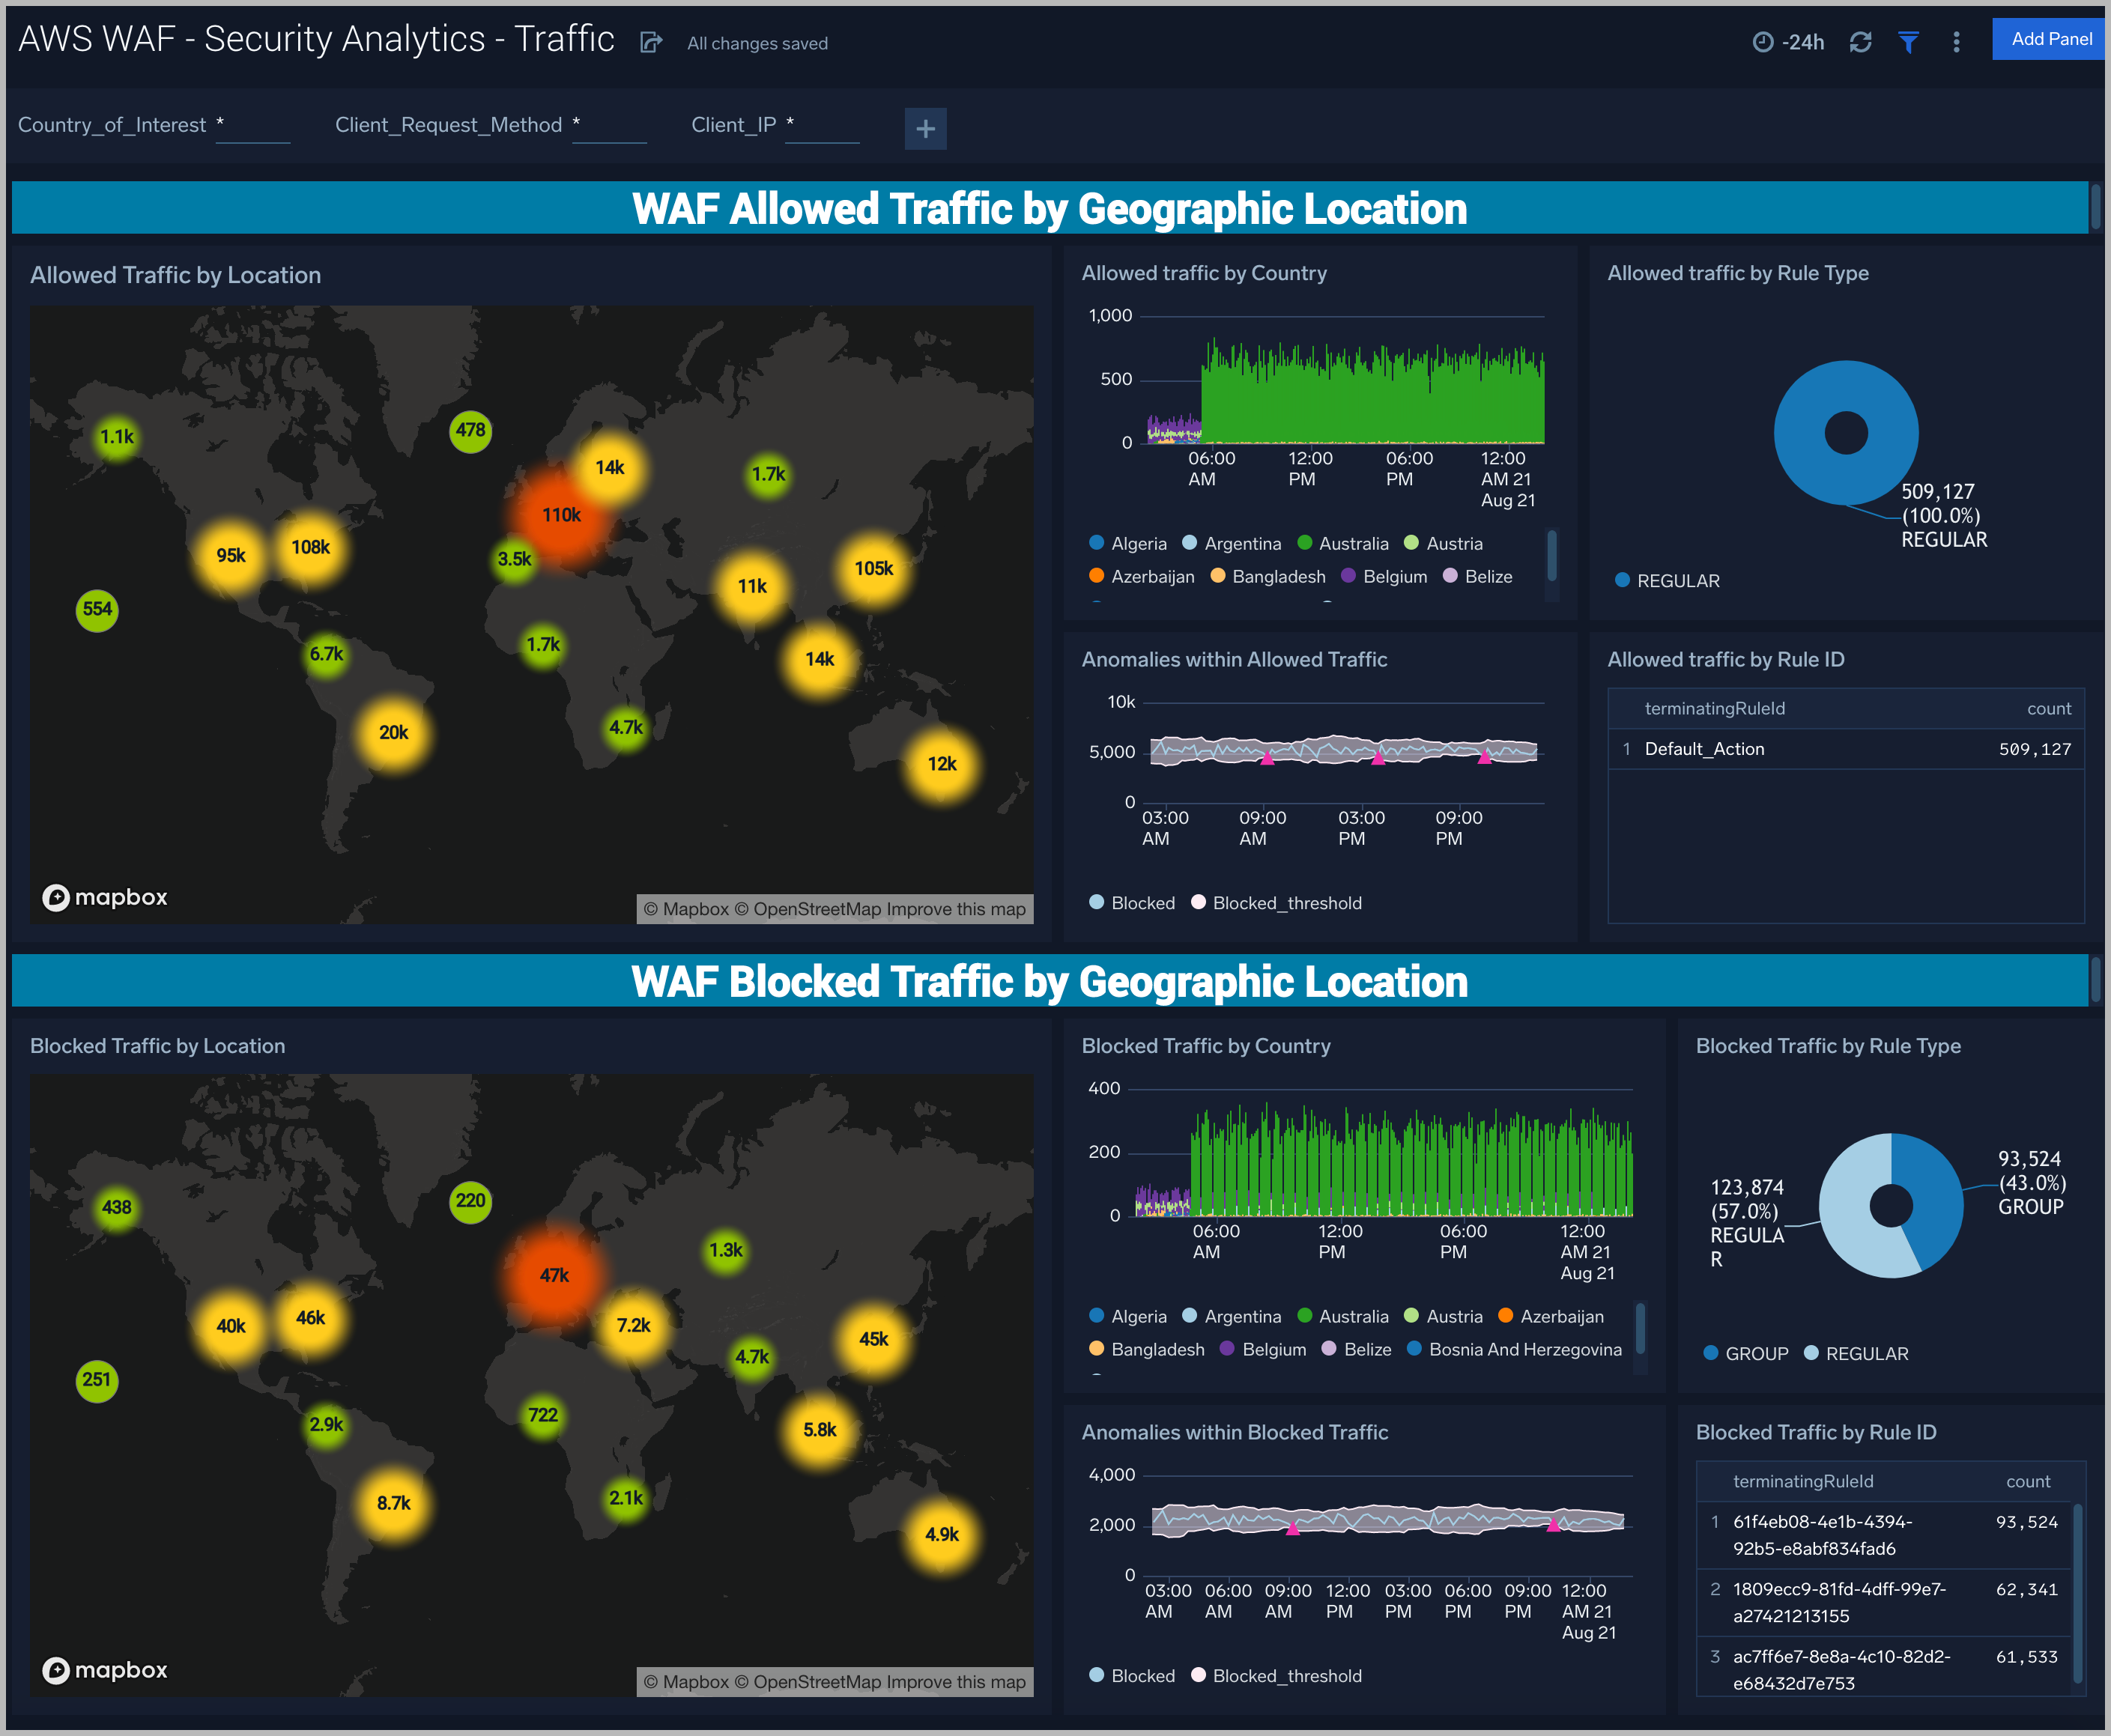 AWS WAF - Security Analytics - Traffic
All changes saved
-24h
Add Panel
Country_of_Interest *
Client_Request_Method *
Client_IP *
+
WAF Allowed Traffic by Geographic Location
Allowed Traffic by Location
1.1k
478
14k
1.7k
110k
108k
95k
3.5k
105k
11k
554
1.7k
6.7k
14k
4.7k
20k
12k
mapbox
© Mapbox © OpenStreetMap Improve this map
Allowed traffic by Country
1,000
500
0
06:00 AM
12:00 PM
06:00 PM
12:00 AM 21 Aug 21
Algeria Argentina Australia Austria
Azerbaijan Bangladesh Belgium Belize
Allowed traffic by Rule Type
509,127
(100.0%)
REGULAR
REGULAR
Anomalies within Allowed Traffic
10k
5,000
0
03:00 AM
09:00 AM
03:00 PM
09:00 PM
Blocked Blocked_threshold
Allowed traffic by Rule ID
terminatingRuleId count
1 Default_Action 509,127
WAF Blocked Traffic by Geographic Location
Blocked Traffic by Location
438
220
1.3k
47k
46k
40k
7.2k
45k
4.7k
251
722
2.9k
5.8k
2.1k
8.7k
4.9k
mapbox
© Mapbox © OpenStreetMap Improve this map
Blocked Traffic by Country
400
200
0
06:00 AM
12:00 PM
06:00 PM
12:00 AM 21 Aug 21
Algeria Argentina Australia Austria Azerbaijan
Bangladesh Belgium Belize Bosnia And Herzegovina
Blocked Traffic by Rule Type
93,524
(43.0%)
GROUP
123,874
(57.0%)
REGULA
R
GROUP REGULAR
Anomalies within Blocked Traffic
4,000
2,000
0
03:00 AM
06:00 AM
09:00 AM
12:00 PM
03:00 PM
06:00 PM
09:00 PM
12:00 AM 21 Aug 21
Blocked Blocked_threshold
Blocked Traffic by Rule ID
terminatingRuleId count
1 61f4eb08-4e1b-4394- 93,524
92b5-e8abf834fad6
2 1809ecc9-81fd-4dff-99e7- 62,341
a27421213155
3 ac7ff6e7-8e8a-4c10-82d2- 61,533
e68432d7e753